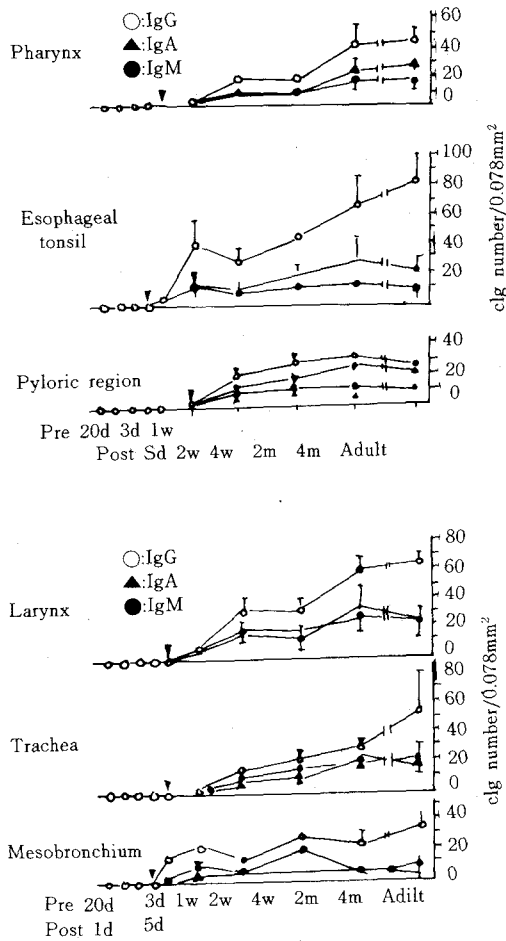 ○:IgG
▲:IgA
●:IgM
Pharynx
60
40
20
0
Esophageal
tonsil
100
80
60
40
20
clg number/0.078mm²
Pyloric region
40
20
0
Pre 20d 3d 1w
Post Sd 2w 4w 2m 4m Adult
○:IgG
▲:IgA
●:IgM
Larynx
80
60
40
20
0
clg number/0.078mm²
Trachea
80
60
40
20
0
Mesobronchium
40
20
0
Pre 20d 3d 1w 2w 4w 2m 4m Adilt
Post 1d 5d